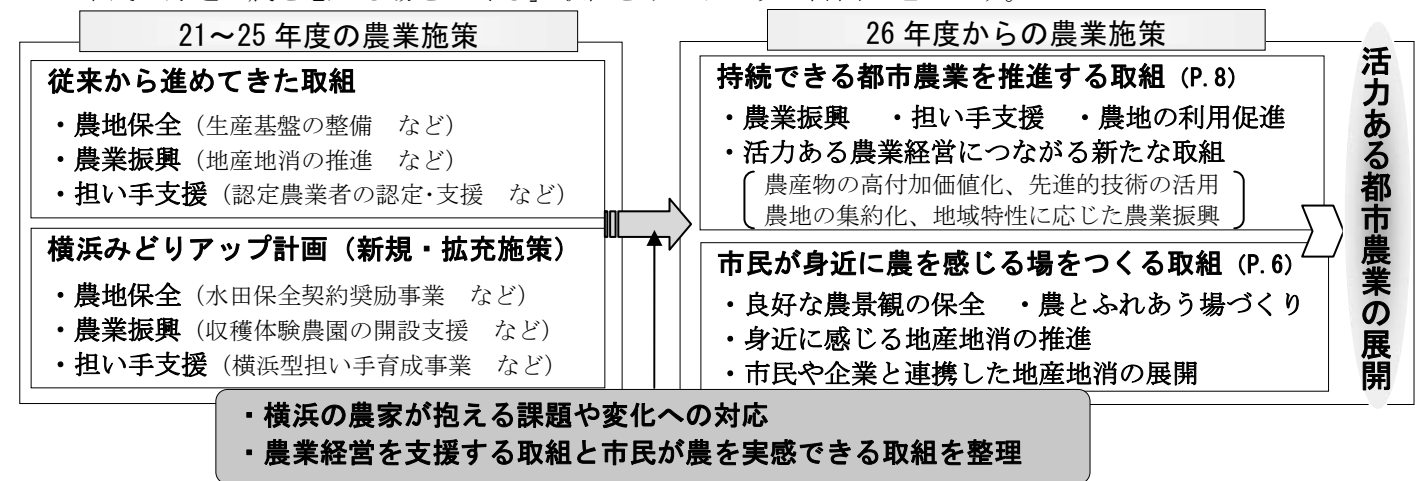 21～25 年度の農業施策
従来から進めてきた取組
・農地保全（生産基盤の整備　など）
・農業振興（地産地消の推進　など）
・担い手支援（認定農業者の認定・支援　など）
横浜みどりアップ計画（新規・拡充施策）
・農地保全（水田保全契約奨励事業　など）
・農業振興（収穫体験農園の開設支援　など）
・担い手支援（横浜型担い手育成事業　など）
26 年度からの農業施策
持続できる都市農業を推進する取組 (P.8)
・農業振興　・担い手支援　・農地の利用促進
・活力ある農業経営につながる新たな取組
農産物の高付加価値化、先進的技術の活用
農地の集約化、地域特性に応じた農業振興
市民が身近に農を感じる場をつくる取組 (P.6)
・良好な農景観の保全　・農とふれあう場づくり
・身近に感じる地産地消の推進
・市民や企業と連携した地産地消の展開
活力ある都市農業の展開
・横浜の農家が抱える課題や変化への対応
・農業経営を支援する取組と市民が農を実感できる取組を整理